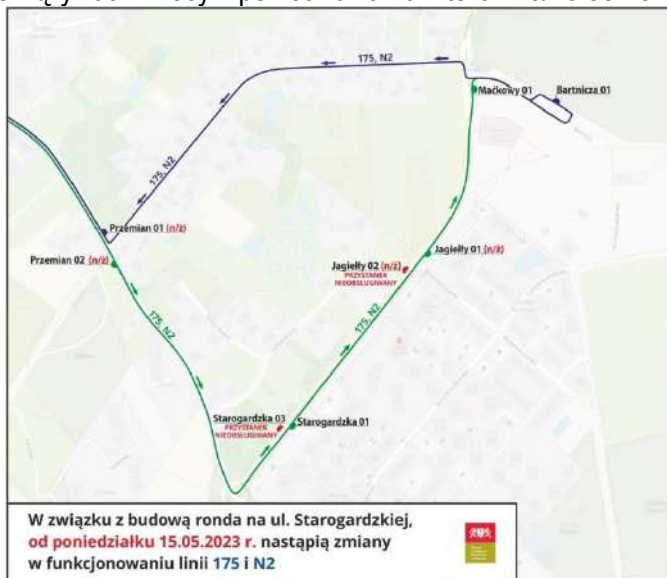 175, N2
Maćkowy 01
Bartnicza 01
175, N2
Przemian 01 (n/ż)
Przemian 02 (n/ż)
Jagiełły 01 (n/ż)
Jagiełły 02 (n/ż)
PRZYSTANEK
NIEOBSŁUGIWANY
175, N2
175, N2
Starogardzka 03
PRZYSTANEK
NIEOBSŁUGIWANY
Starogardzka 01
W związku z budową ronda na ul. Starogardzkiej,
od poniedziałku 15.05.2023 r. nastąpią zmiany
w funkcjonowaniu linii 175 i N2